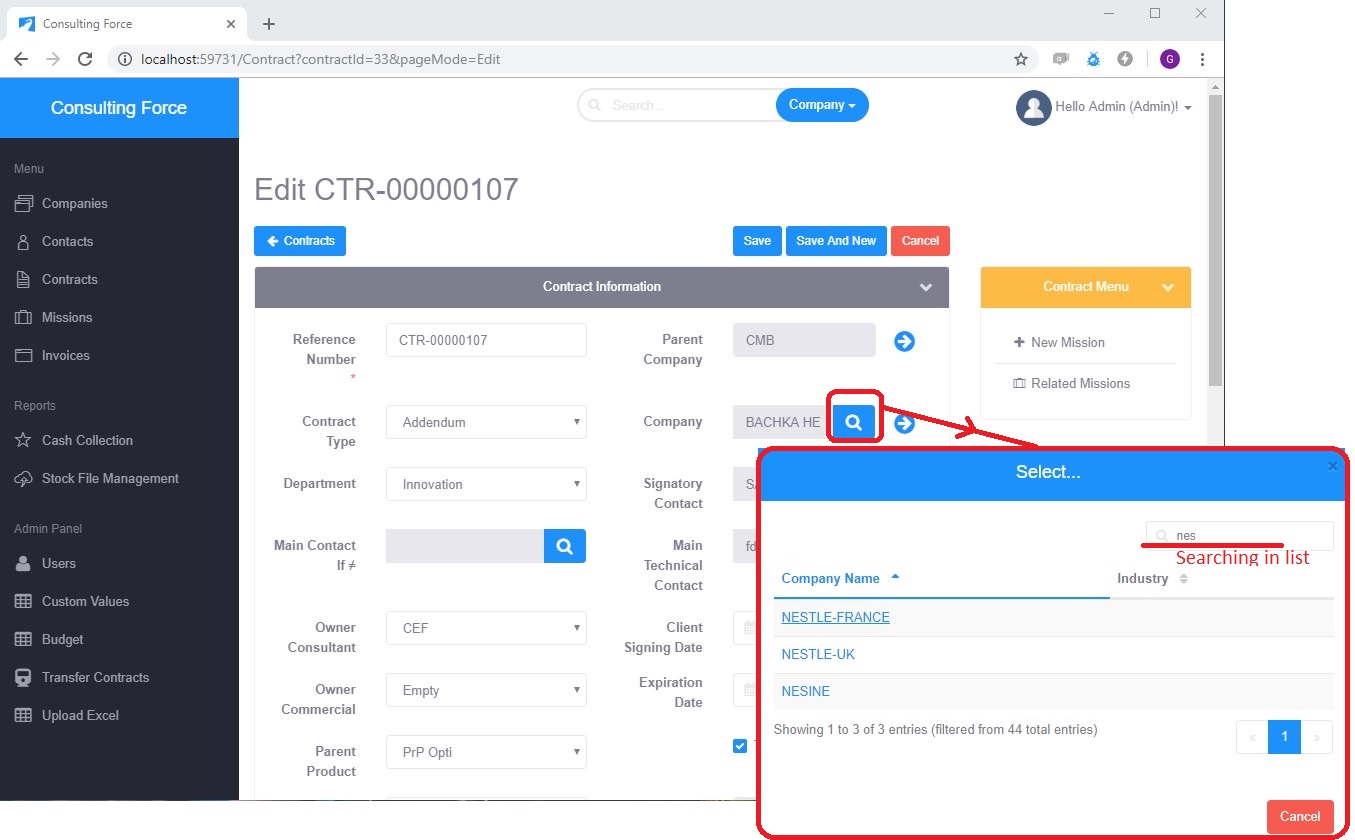 Consulting Force
localhost:59731/Contract?contractId=33&pageMode=Edit
G
Consulting Force
Search...
Company
Hello Admin (Admin)!
Menu
Companies
Contacts
Contracts
Missions
Invoices
Reports
Cash Collection
Stock File Management
Admin Panel
Users
Custom Values
Budget
Transfer Contracts
Upload Excel
Edit CTR-00000107
Contracts
Save
Save And New
Cancel
Contract Information
Reference Number *
CTR-00000107
Parent Company
CMB
Contract Type
Addendum
Company
BACHKA HE
Department
Innovation
Signatory Contact
Main Contact If ≠
Main Technical Contact
fd
Owner Consultant
CEF
Client Signing Date
Owner Commercial
Empty
Expiration Date
Parent Product
PrP Opti
Contract Menu
New Mission
Related Missions
Select...
×
nes
Searching in list
Company Name
Industry
NESTLE-FRANCE
NESTLE-UK
NESINE
Showing 1 to 3 of 3 entries (filtered from 44 total entries)
« 1 »
Cancel